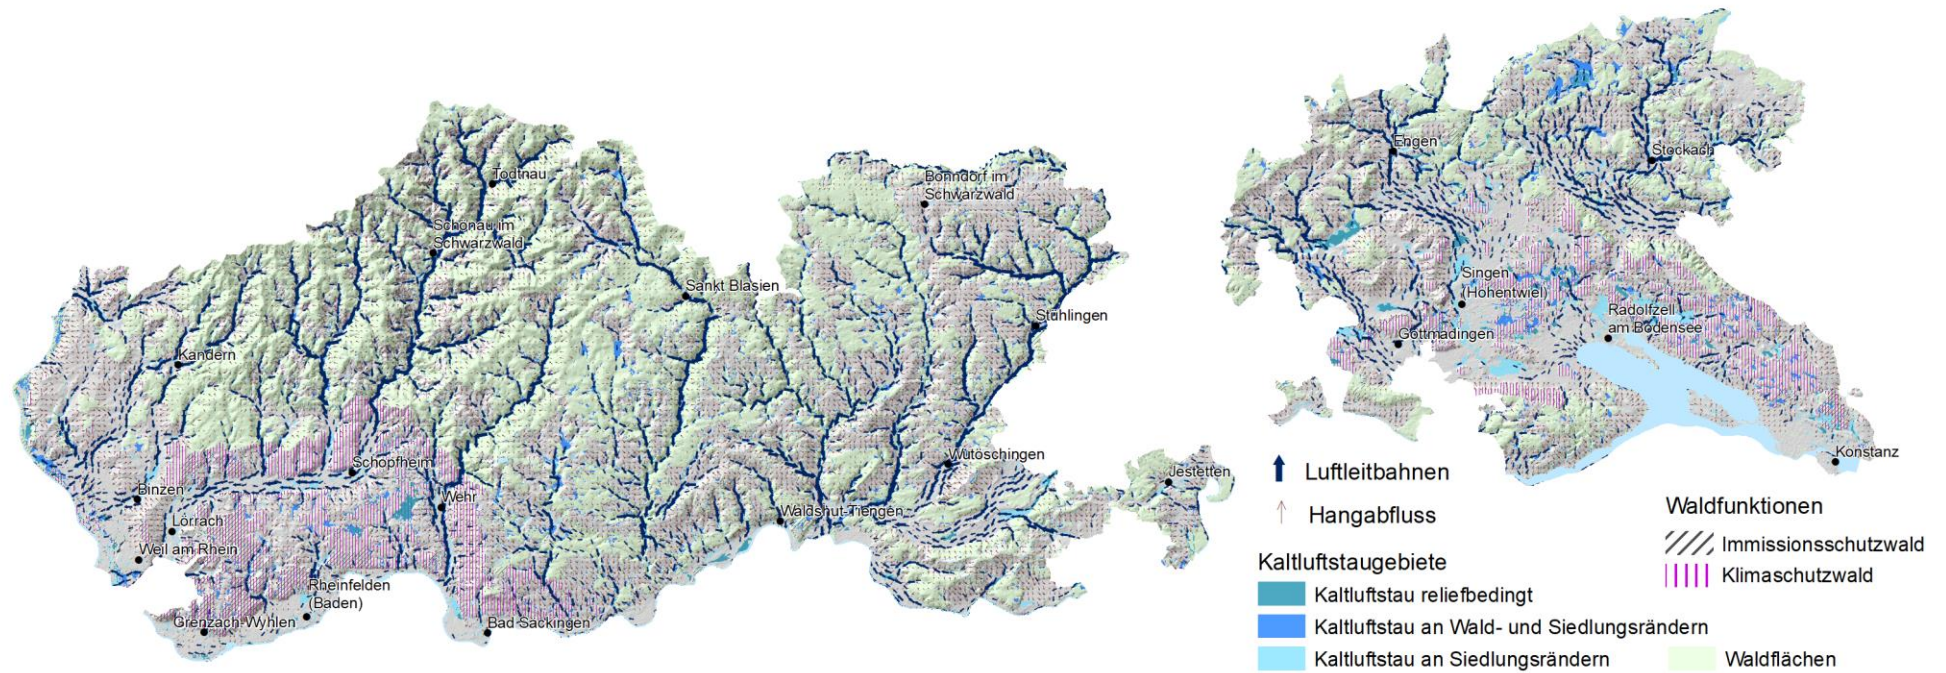 Todtnau
Schönau im
Schwarzwald
Bonndorf im
Schwarzwald
Sankt Blasien
Stühlingen
Kandern
Schopfheim
Wehr
Binzen
Lörrach
Weil am Rhein
Rheinfelden
(Baden)
Grenzach-Wyhlen
Bad Säckingen
Waldshut-Tiengen
Wutöschingen
Jestetten
Engen
Stockach
Singen
(Hohentwiel)
Gottmadingen
Radolfzell
am Bodensee
Konstanz
Luftleitbahnen
Hangabfluss
Kaltluftstaugebiete
Kaltluftstau reliefbedingt
Kaltluftstau an Wald- und Siedlungsrändern
Kaltluftstau an Siedlungsrändern
Waldfunktionen
Immissionsschutzwald
Klimaschutzwald
Waldflächen